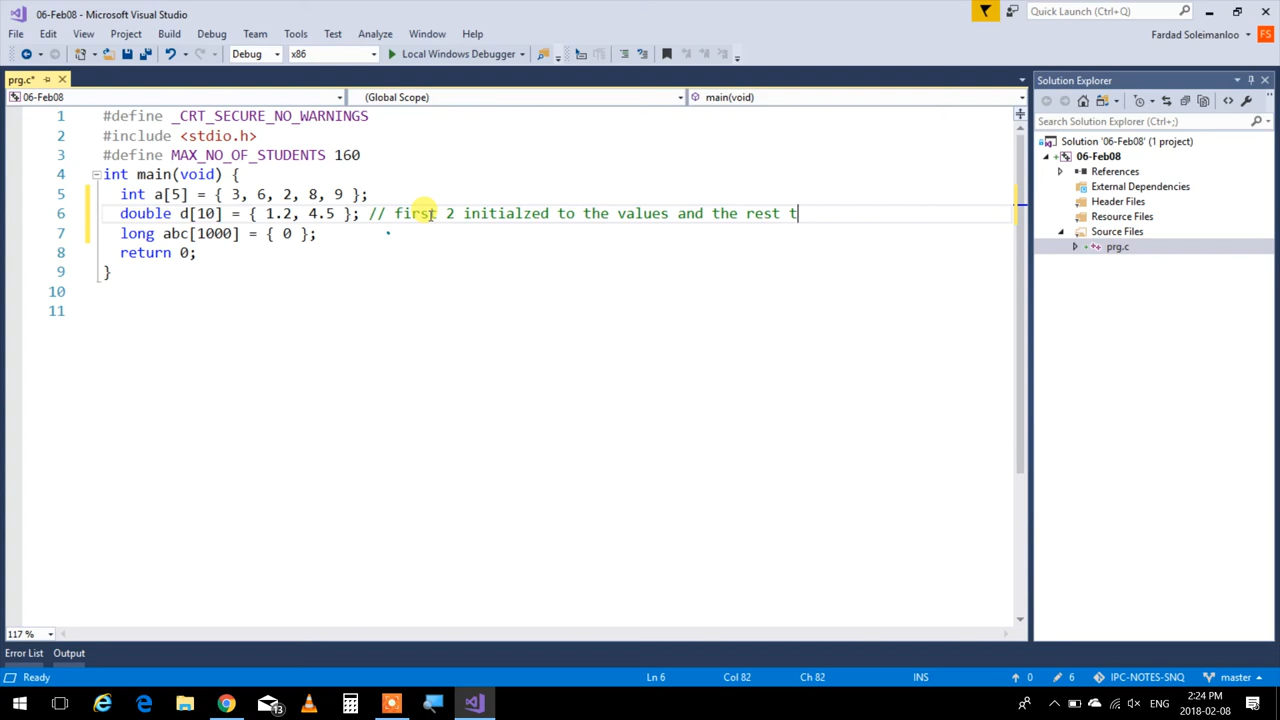 06-Feb08 - Microsoft Visual Studio
Quick Launch (Ctrl+Q)
File Edit View Project Build Debug Team Tools Test Analyze Window Help
Fardad Soleimanloo FS
Debug x86 Local Windows Debugger
prg.c*
Solution Explorer
06-Feb08 (Global Scope) main(void)
Search Solution Explorer (Ctrl+;)
Solution '06-Feb08' (1 project)
06-Feb08
References
External Dependencies
Header Files
Resource Files
Source Files
prg.c
1 #define _CRT_SECURE_NO_WARNINGS
2 #include <stdio.h>
3 #define MAX_NO_OF_STUDENTS 160
4 int main(void) {
5 int a[5] = { 3, 6, 2, 8, 9 };
6 double d[10] = { 1.2, 4.5 }; // first 2 initialzed to the values and the rest t
7 long abc[1000] = { 0 };
8 return 0;
9 }
10
11
117 %
Error List Output
Ready Ln 6 Col 82 Ch 82 INS 0 6 IPC-NOTES-SNQ master
13
ENG
2:24 PM
2018-02-08